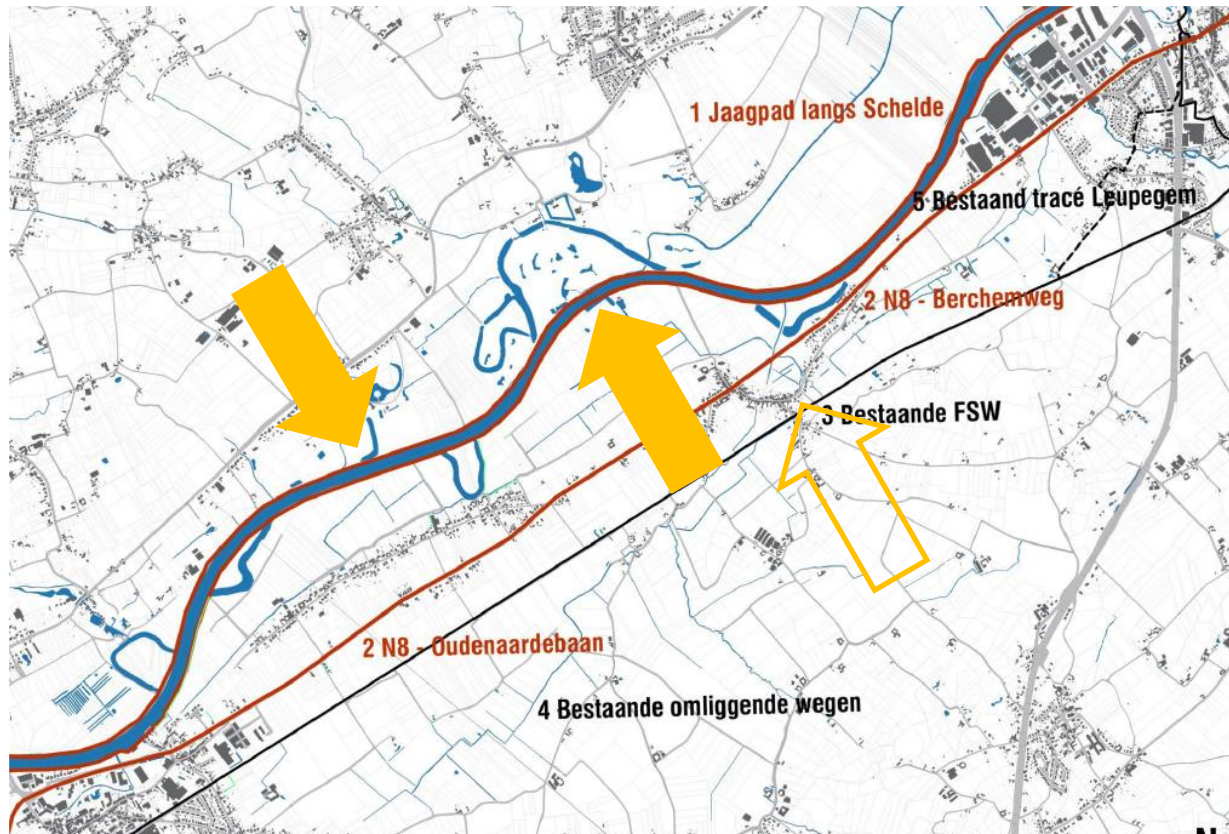 1 Jaagpad langs Schelde
5 Bestaand tracé Leupegem
2 N8 - Berchemweg
3 Bestaande FSW
2 N8 - Oudenaardebaan
4 Bestaande omliggende wegen